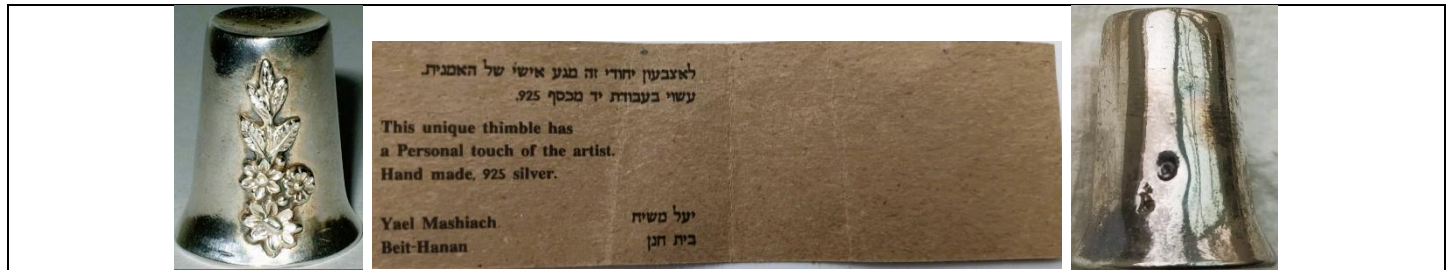 לאצבעון יחודי זה מגע אישי של האמנית.
עשוי בעבודת יד מכסף 925.
This unique thimble has
a Personal touch of the artist.
Hand made, 925 silver.
Yael Mashiach יעל משיח
Beit-Hanan בית חנן